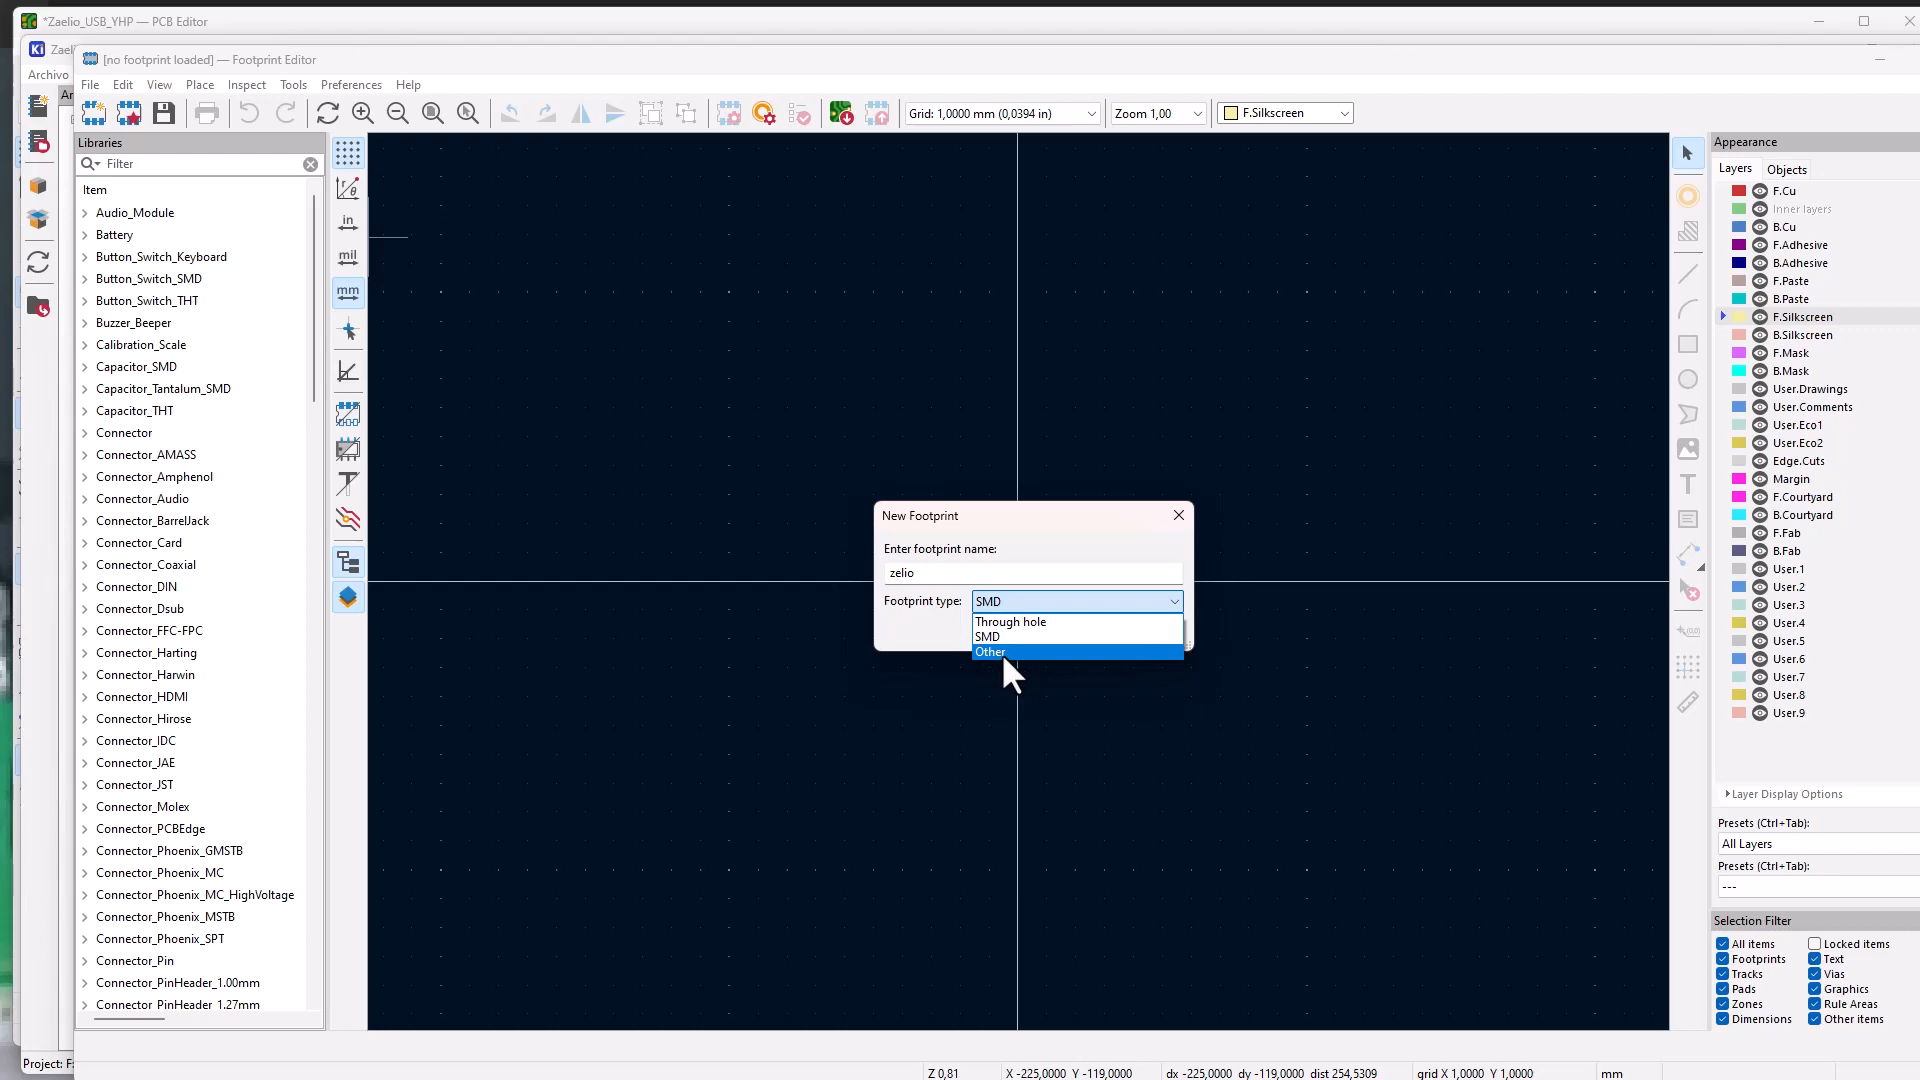 *Zaelio_USB_YHP — PCB Editor
Zael
[no footprint loaded] — Footprint Editor
Archivo
File Edit View Place Inspect Tools Preferences Help
Ar
Grid: 1,0000 mm (0,0394 in)
Zoom 1,00
F.Silkscreen
Libraries
Filter
Item
Audio_Module
Battery
Button_Switch_Keyboard
Button_Switch_SMD
Button_Switch_THT
Buzzer_Beeper
Calibration_Scale
Capacitor_SMD
Capacitor_Tantalum_SMD
Capacitor_THT
Connector
Connector_AMASS
Connector_Amphenol
Connector_Audio
Connector_BarrelJack
Connector_Card
Connector_Coaxial
Connector_DIN
Connector_Dsub
Connector_FFC-FPC
Connector_Harting
Connector_Harwin
Connector_HDMI
Connector_Hirose
Connector_IDC
Connector_JAE
Connector_JST
Connector_Molex
Connector_PCBEdge
Connector_Phoenix_GMSTB
Connector_Phoenix_MC
Connector_Phoenix_MC_HighVoltage
Connector_Phoenix_MSTB
Connector_Phoenix_SPT
Connector_Pin
Connector_PinHeader_1.00mm
Connector_PinHeader_1.27mm
in
mil
mm
New Footprint
Enter footprint name:
zelio
Footprint type: SMD
Through hole
SMD
Other
Appearance
Layers Objects
F.Cu
Inner layers
B.Cu
F.Adhesive
B.Adhesive
F.Paste
B.Paste
F.Silkscreen
B.Silkscreen
F.Mask
B.Mask
User.Drawings
User.Comments
User.Eco1
User.Eco2
Edge.Cuts
Margin
F.Courtyard
B.Courtyard
F.Fab
B.Fab
User.1
User.2
User.3
User.4
User.5
User.6
User.7
User.8
User.9
Layer Display Options
Presets (Ctrl+Tab):
All Layers
Presets (Ctrl+Tab):
---
Selection Filter
All items Locked items
Footprints Text
Tracks Vias
Pads Graphics
Zones Rule Areas
Dimensions Other items
Project: F:
Z 0,81 X -225,0000 Y -119,0000 dx -225,0000 dy -119,0000 dist 254,5309 grid X 1,0000 Y 1,0000 mm